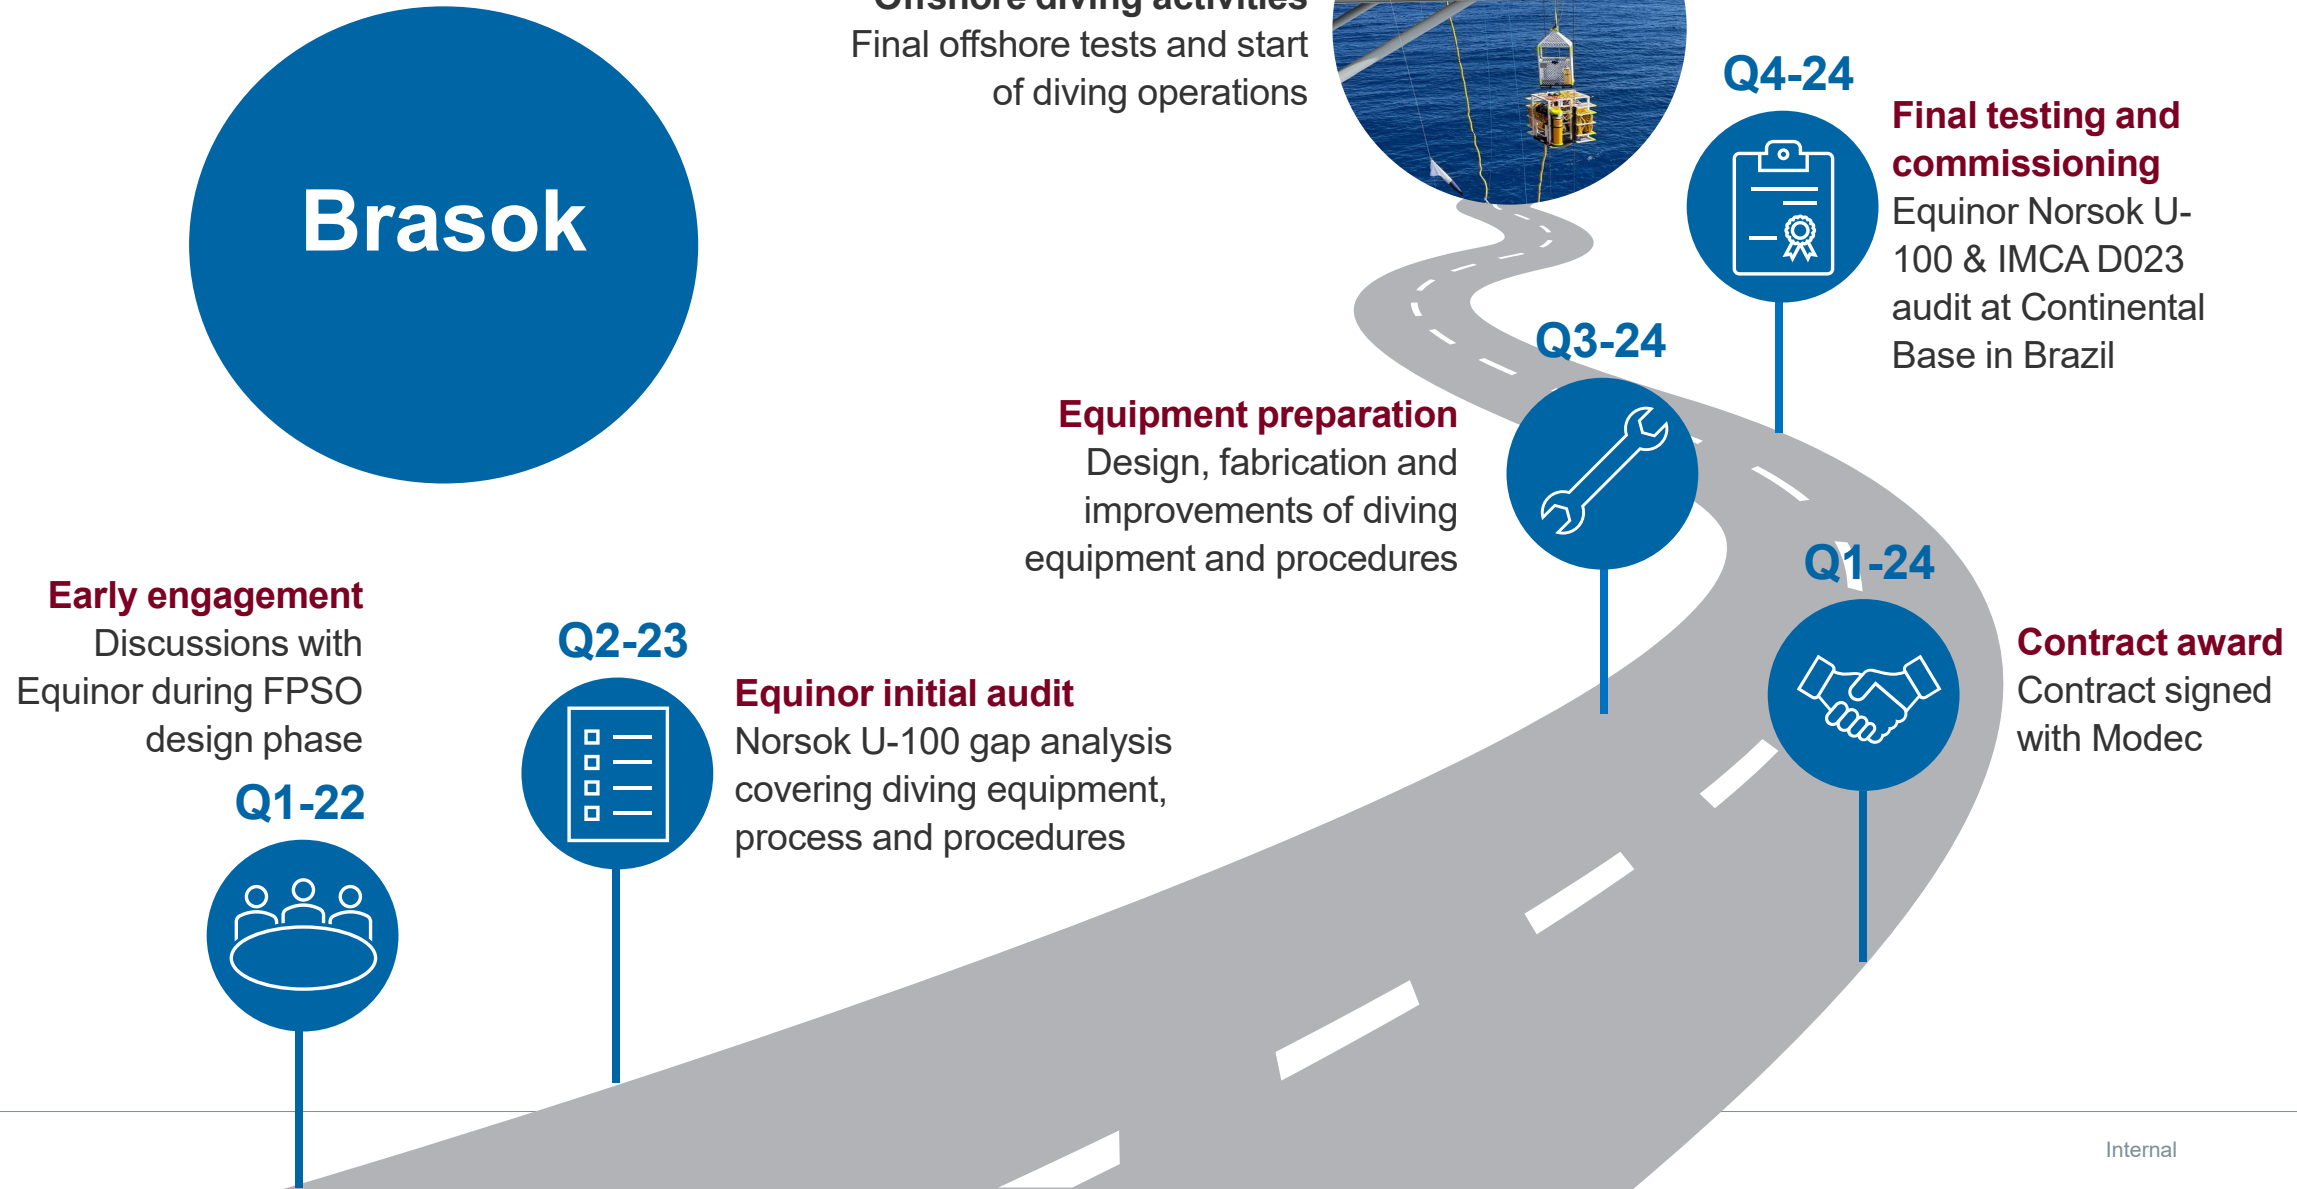 Offshore diving activities
Final offshore tests and start
of diving operations
Brasok
Q4-24
Final testing and
commissioning
Equinor Norsok U-
100 & IMCA D023
audit at Continental
Base in Brazil
Q3-24
Equipment preparation
Design, fabrication and
improvements of diving
equipment and procedures
Q1-24
Contract award
Contract signed
with Modec
Early engagement
Discussions with
Equinor during FPSO
design phase
Q1-22
Q2-23
Equinor initial audit
Norsok U-100 gap analysis
covering diving equipment,
process and procedures
Internal